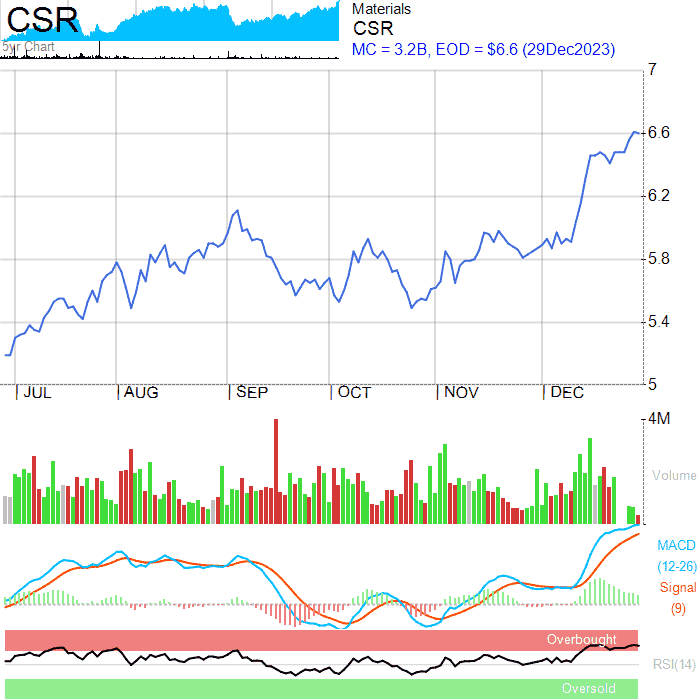 CSR
5yr Chart
Materials
CSR
MC = 3.2B, EOD = $6.6 (29Dec2023)
7
6.6
6.2
5.8
5.4
5
JUL AUG SEP OCT NOV DEC
4M
Volume
MACD
(12-26)
Signal
(9)
Overbought
RSI(14)
Oversold